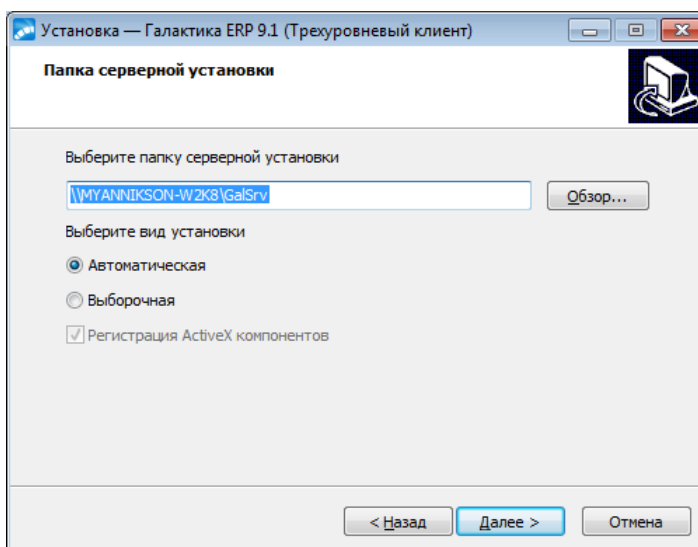 Установка — Галактика ERP 9.1 (Трехуровневый клиент)
Папка серверной установки
Выберите папку серверной установки
\\MYANNIKSON-W2K8\GalSrv
Обзор...
Выберите вид установки
Автоматическая
Выборочная
Регистрация ActiveX компонентов
< Назад
Далее >
Отмена